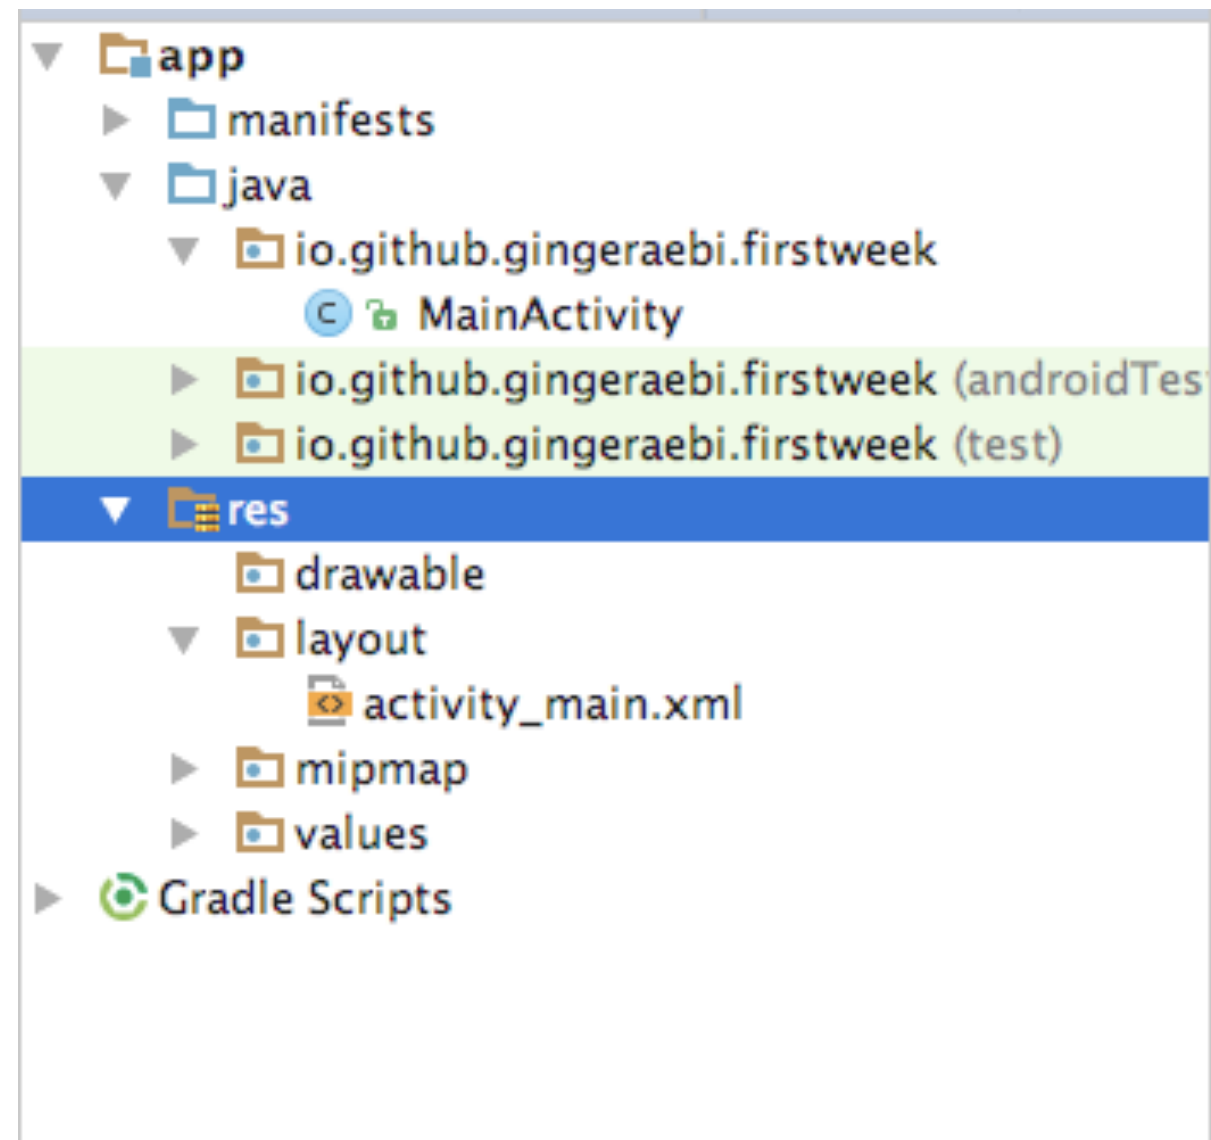 app
manifests
java
io.github.gingeraebi.firstweek
C MainActivity
io.github.gingeraebi.firstweek (androidTes
io.github.gingeraebi.firstweek (test)
res
drawable
layout
activity_main.xml
mipmap
values
Gradle Scripts